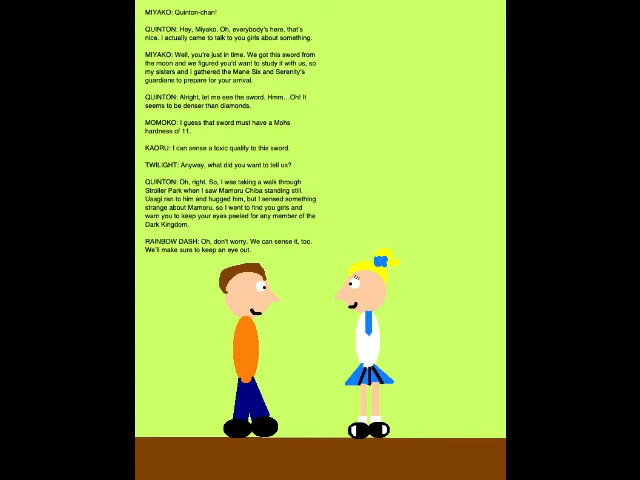 MIYAKO: Quinton-chan!
QUINTON: Hey, Miyako. Oh, everybody's here, that's
nice. I actually came to talk to you girls about something.
MIYAKO: Well, you're just in time. We got this sword from
the moon and we figured you'd want to study it with us, so
my sisters and I gathered the Mane Six and Serenity's
guardians to prepare for your arrival.
QUINTON: Alright, let me see the sword. Hmm...Oh! It
seems to be denser than diamonds.
MOMOKO: I guess that sword must have a Mohs
hardness of 11.
KAORU: I can sense a toxic quality to this sword.
TWILIGHT: Anyway, what did you want to tell us?
QUINTON: Oh, right. So, I was taking a walk through
Stroller Park when I saw Mamoru Chiba standing still.
Usagi ran to him and hugged him, but I sensed something
strange about Mamoru, so I went to find you girls and
warn you to keep your eyes peeled for any member of the
Dark Kingdom.
RAINBOW DASH: Oh, don't worry. We can sense it, too.
We'll make sure to keep an eye out.